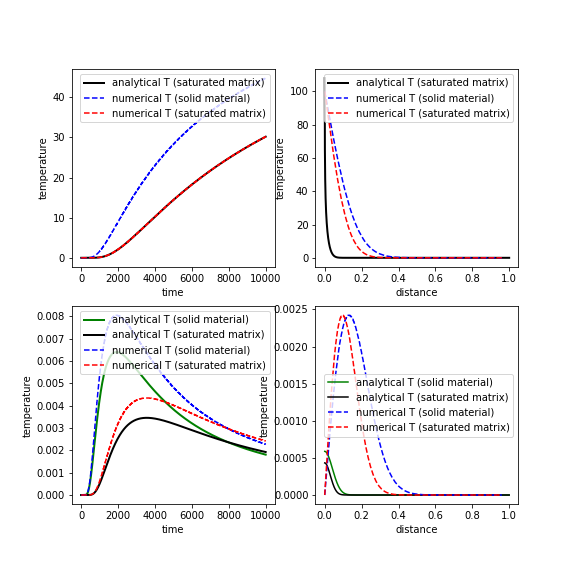 analytical T (saturated matrix)
numerical T (solid material)
numerical T (saturated matrix)
40
30
20
10
0
temperature
0 2000 4000 6000 8000 10000
time
analytical T (saturated matrix)
numerical T (solid material)
numerical T (saturated matrix)
100
80
60
40
20
0
temperature
0.0 0.2 0.4 0.6 0.8 1.0
distance
analytical T (solid material)
analytical T (saturated matrix)
numerical T (solid material)
numerical T (saturated matrix)
0.008
0.007
0.006
0.005
0.004
0.003
0.002
0.001
0.000
temperature
0 2000 4000 6000 8000 10000
time
0.0025
0.0020
0.0015
0.0010
0.0005
0.0000
temperature
analytical T (solid material)
analytical T (saturated matrix)
numerical T (solid material)
numerical T (saturated matrix)
0.0 0.2 0.4 0.6 0.8 1.0
distance